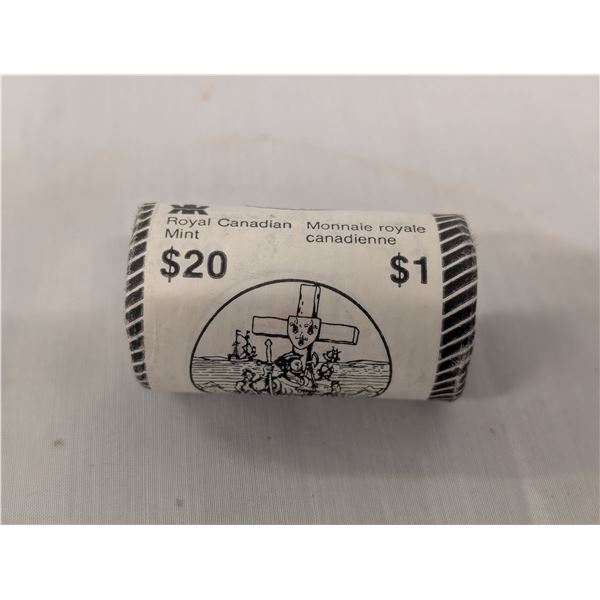 Royal Canadian Mint
Monnaie royale canadienne
$20
$1